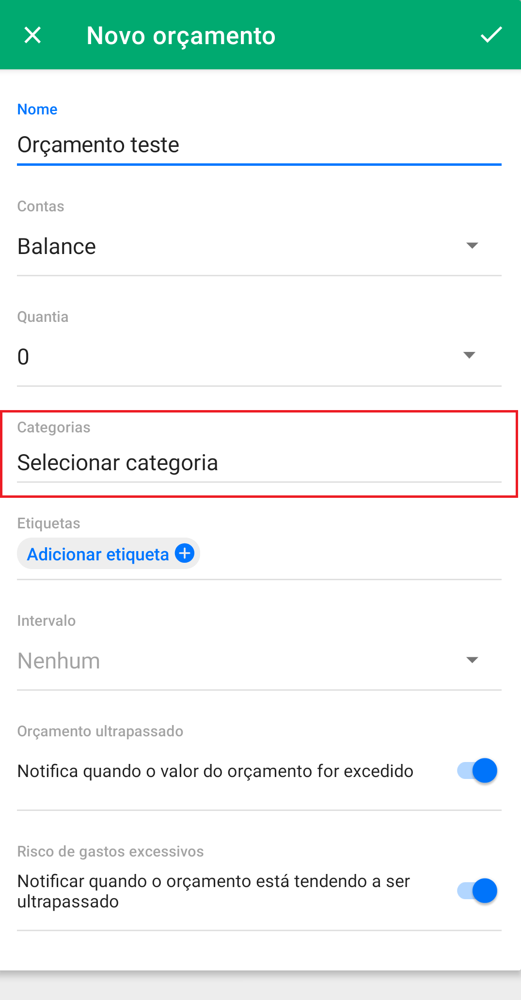 Novo orçamento
Nome
Orçamento teste
Contas
Balance
Quantia
0
Categorias
Selecionar categoria
Etiquetas
Adicionar etiqueta
Intervalo
Nenhum
Orçamento ultrapassado
Notifica quando o valor do orçamento for excedido
Risco de gastos excessivos
Notificar quando o orçamento está tendendo a ser
ultrapassado